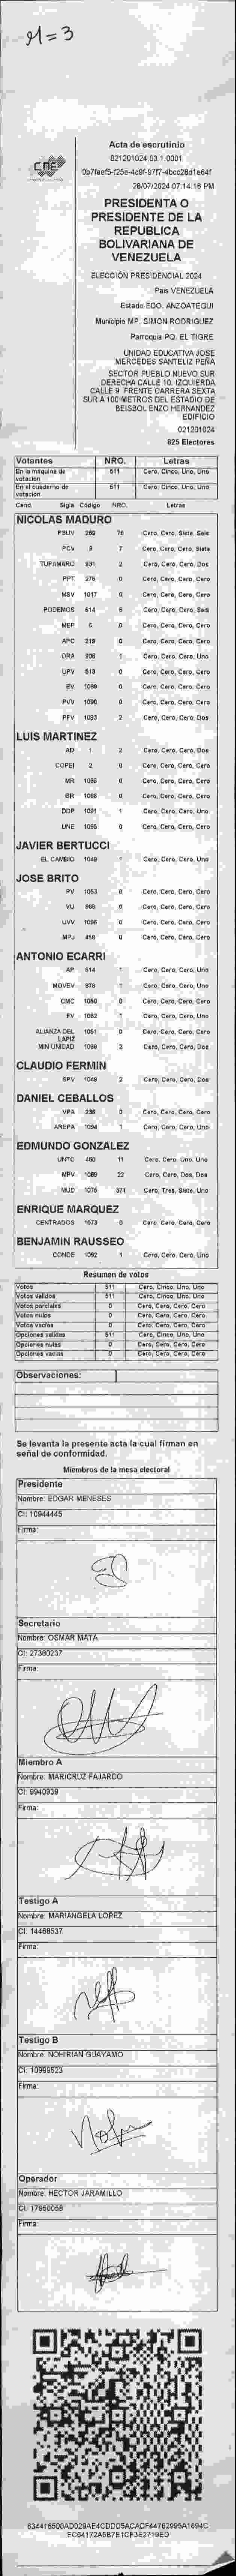 M=3
CNE
Acta de escrutinio
021201024.03.1.0001
26/07/2024 07:14:16 PM
PRESIDENTA O
PRESIDENTE DE LA
REPUBLICA
BOLIVARIANA DE
VENEZUELA
ELECCIÓN PRESIDENCIAL 2024
País VENEZUELA
Estado EDO. ANZOATEGUI
Municipio MP. SIMON RODRIGUEZ
Parroquia PQ. EL TIGRE
UNIDAD EDUCATIVA JOSE
MERCEDES SANTELIZ PEÑA
SECTOR PUEBLO NUEVO SUR
DERECHA CALLE 10. IZQUIERDA
CALLE 9. FRENTE CARRERA SEXTA
SUR A 100 METROS DEL ESTADIO DE
BEISBOL ENZO HERNANDEZ
EDIFICIO
021201024
825 Electores
Votantes NRO. Letras
En la máquina de votación 511 Cero, Cinco, Uno, Uno
En el cuaderno de votación 511 Cero, Cinco, Uno, Uno
Cand. Sigla Código NRO. Letras
NICOLAS MADURO
PSUV 269 76 Cero, Cero, Siete, Seis
PCV 9 7 Cero, Cero, Cero, Siete
TUPAMARO 931 2 Cero, Cero, Cero, Dos
PPT 276 0 Cero, Cero, Cero, Cero
MSV 1017 0 Cero, Cero, Cero, Cero
PODEMOS 614 6 Cero, Cero, Cero, Seis
MEP 6 0 Cero, Cero, Cero, Cero
APC 219 0 Cero, Cero, Cero, Cero
ORA 906 1 Cero, Cero, Cero, Uno
UPV 513 0 Cero, Cero, Cero, Cero
EV 1089 0 Cero, Cero, Cero, Cero
PVV 1090 0 Cero, Cero, Cero, Cero
PFV 1093 2 Cero, Cero, Cero, Dos
LUIS MARTINEZ
AD 1 2 Cero, Cero, Cero, Dos
COPEI 2 0 Cero, Cero, Cero, Cero
MR 1065 0 Cero, Cero, Cero, Cero
BR 1066 0 Cero, Cero, Cero, Cero
DDP 1091 1 Cero, Cero, Cero, Uno
UNE 1095 0 Cero, Cero, Cero, Cero
JAVIER BERTUCCI
EL CAMBIO 1049 1 Cero, Cero, Cero, Uno
JOSE BRITO
PV 1053 0 Cero, Cero, Cero, Cero
VU 969 0 Cero, Cero, Cero, Cero
UVV 1096 0 Cero, Cero, Cero, Cero
MPJ 456 0 Cero, Cero, Cero, Cero
ANTONIO ECARRI
AP 914 1 Cero, Cero, Cero, Uno
MOVEV 978 1 Cero, Cero, Cero, Uno
CMC 1060 0 Cero, Cero, Cero, Cero
FV 1062 1 Cero, Cero, Cero, Uno
ALIANZA DEL LAPIZ 1051 0 Cero, Cero, Cero, Cero
MIN UNIDAD 1066 2 Cero, Cero, Cero, Dos
CLAUDIO FERMIN
SPV 1048 2 Cero, Cero, Cero, Dos
DANIEL CEBALLOS
VPA 236 0 Cero, Cero, Cero, Cero
AREPA 1094 1 Cero, Cero, Cero, Uno
EDMUNDO GONZALEZ
UNTC 460 11 Cero, Cero, Uno, Uno
MPV 1069 22 Cero, Cero, Dos, Dos
MUD 1075 371 Cero, Tres, Siete, Uno
ENRIQUE MARQUEZ
CENTRADOS 1073 0 Cero, Cero, Cero, Cero
BENJAMIN RAUSSEO
CONDE 1092 1 Cero, Cero, Cero, Uno
Resumen de votos
Votos 511 Cero, Cinco, Uno, Uno
Votos validos 511 Cero, Cinco, Uno, Uno
Votos parciales 0 Cero, Cero, Cero, Cero
Votos nulos 0 Cero, Cero, Cero, Cero
Votos vacios 0 Cero, Cero, Cero, Cero
Opciones validas 511 Cero, Cinco, Uno, Uno
Opciones nulas 0 Cero, Cero, Cero, Cero
Opciones vacias 0 Cero, Cero, Cero, Cero
Observaciones:
Se levanta la presente acta la cual firman en
señal de conformidad.
Miembros de la mesa electoral
Presidente
Nombre: EDGAR MENESES
CI: 10944445
Firma:
Secretario
Nombre: OSMAR MATA
CI: 27380237
Firma:
Miembro A
Nombre: MARICRUZ FAJARDO
CI: 9940939
Firma:
Testigo A
Nombre: MARIANGELA LOPEZ
CI: 14488537
Firma:
Testigo B
Nombre: NOHIRIAN GUAYAMO
CI: 10999523
Firma:
Operador
Nombre: HECTOR JARAMILLO
CI: 17950058
Firma: